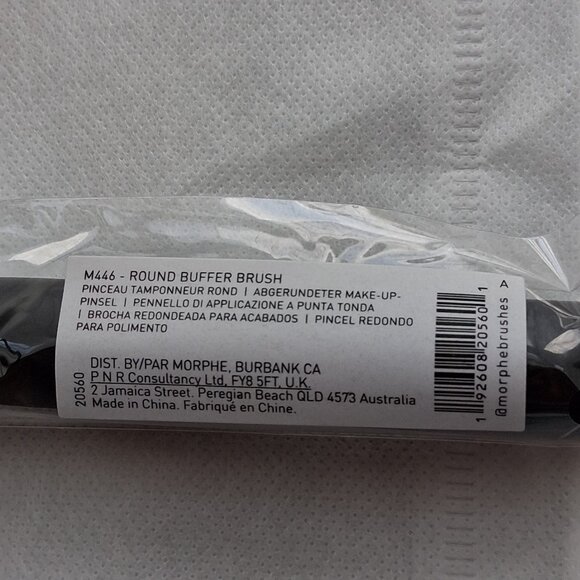 M446 - ROUND BUFFER BRUSH
PINCEAU TAMPONNEUR ROND | ABGERUNDETER MAKE-UP-
PINSEL | PENNELLO DI APPLICAZIONE A PUNTA TONDA
| BROCHA REDONDEADA PARA ACABADOS | PINCEL REDONDO
PARA POLIMENTO
DIST. BY/PAR MORPHE, BURBANK CA
P N R Consultancy Ltd, FY8 5FT, U.K.
2 Jamaica Street. Peregian Beach QLD 4573 Australia
Made in China. Fabriqué en Chine.
20560
1 92608 20560 1
@morphebrushes